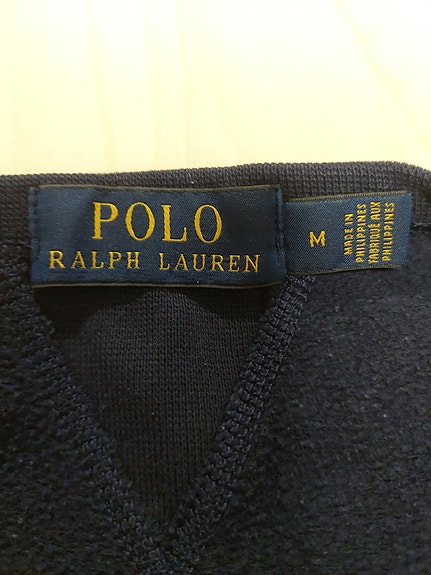 POLO
RALPH LAUREN
M
MADE IN
PHILIPPINES
FABRIQUÉ AUX
PHILIPPINES